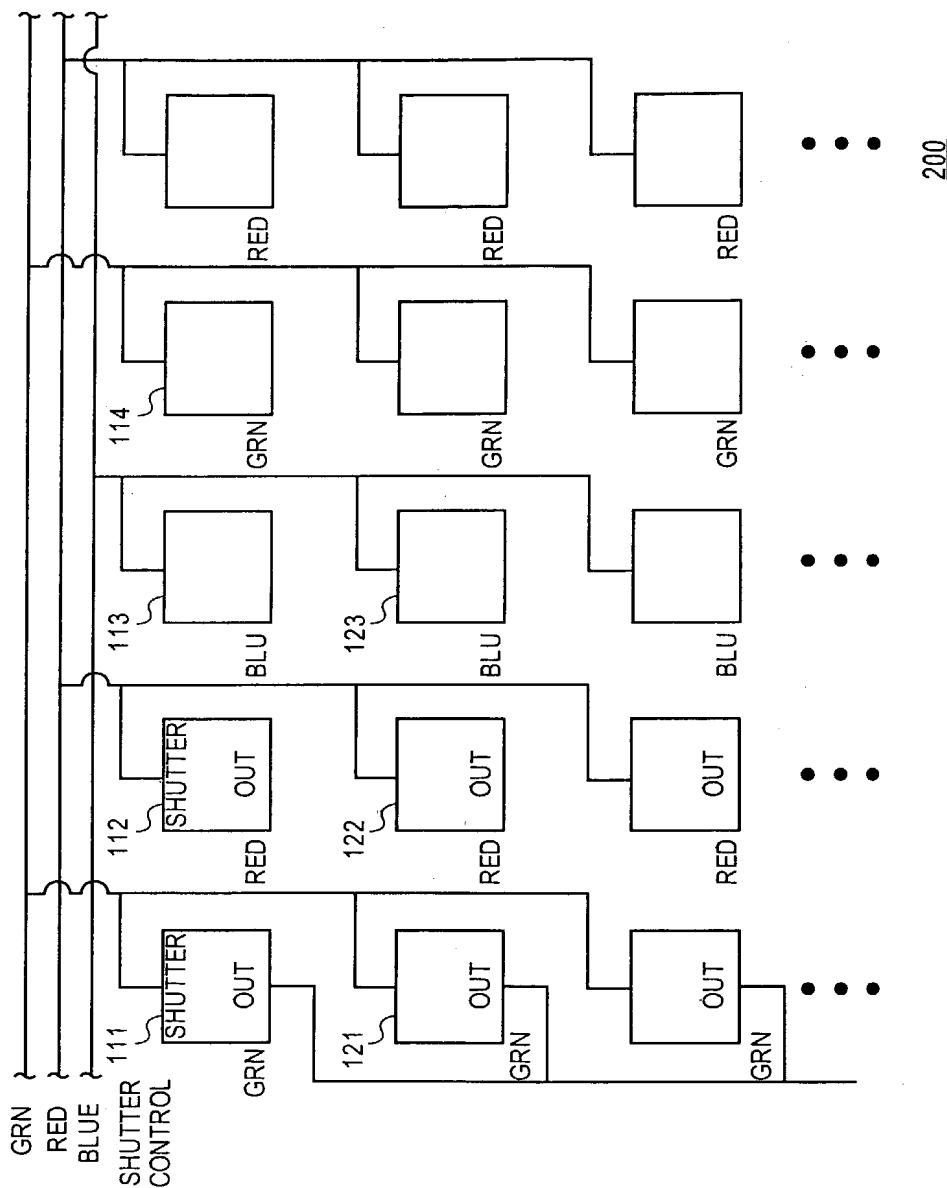 GRN
RED
BLUE
SHUTTER
CONTROL
111
SHUTTER
OUT
GRN
112
SHUTTER
OUT
RED
113
BLU
114
GRN
RED
121
OUT
GRN
122
OUT
RED
123
BLU
GRN
RED
OUT
GRN
OUT
RED
BLU
GRN
RED
200